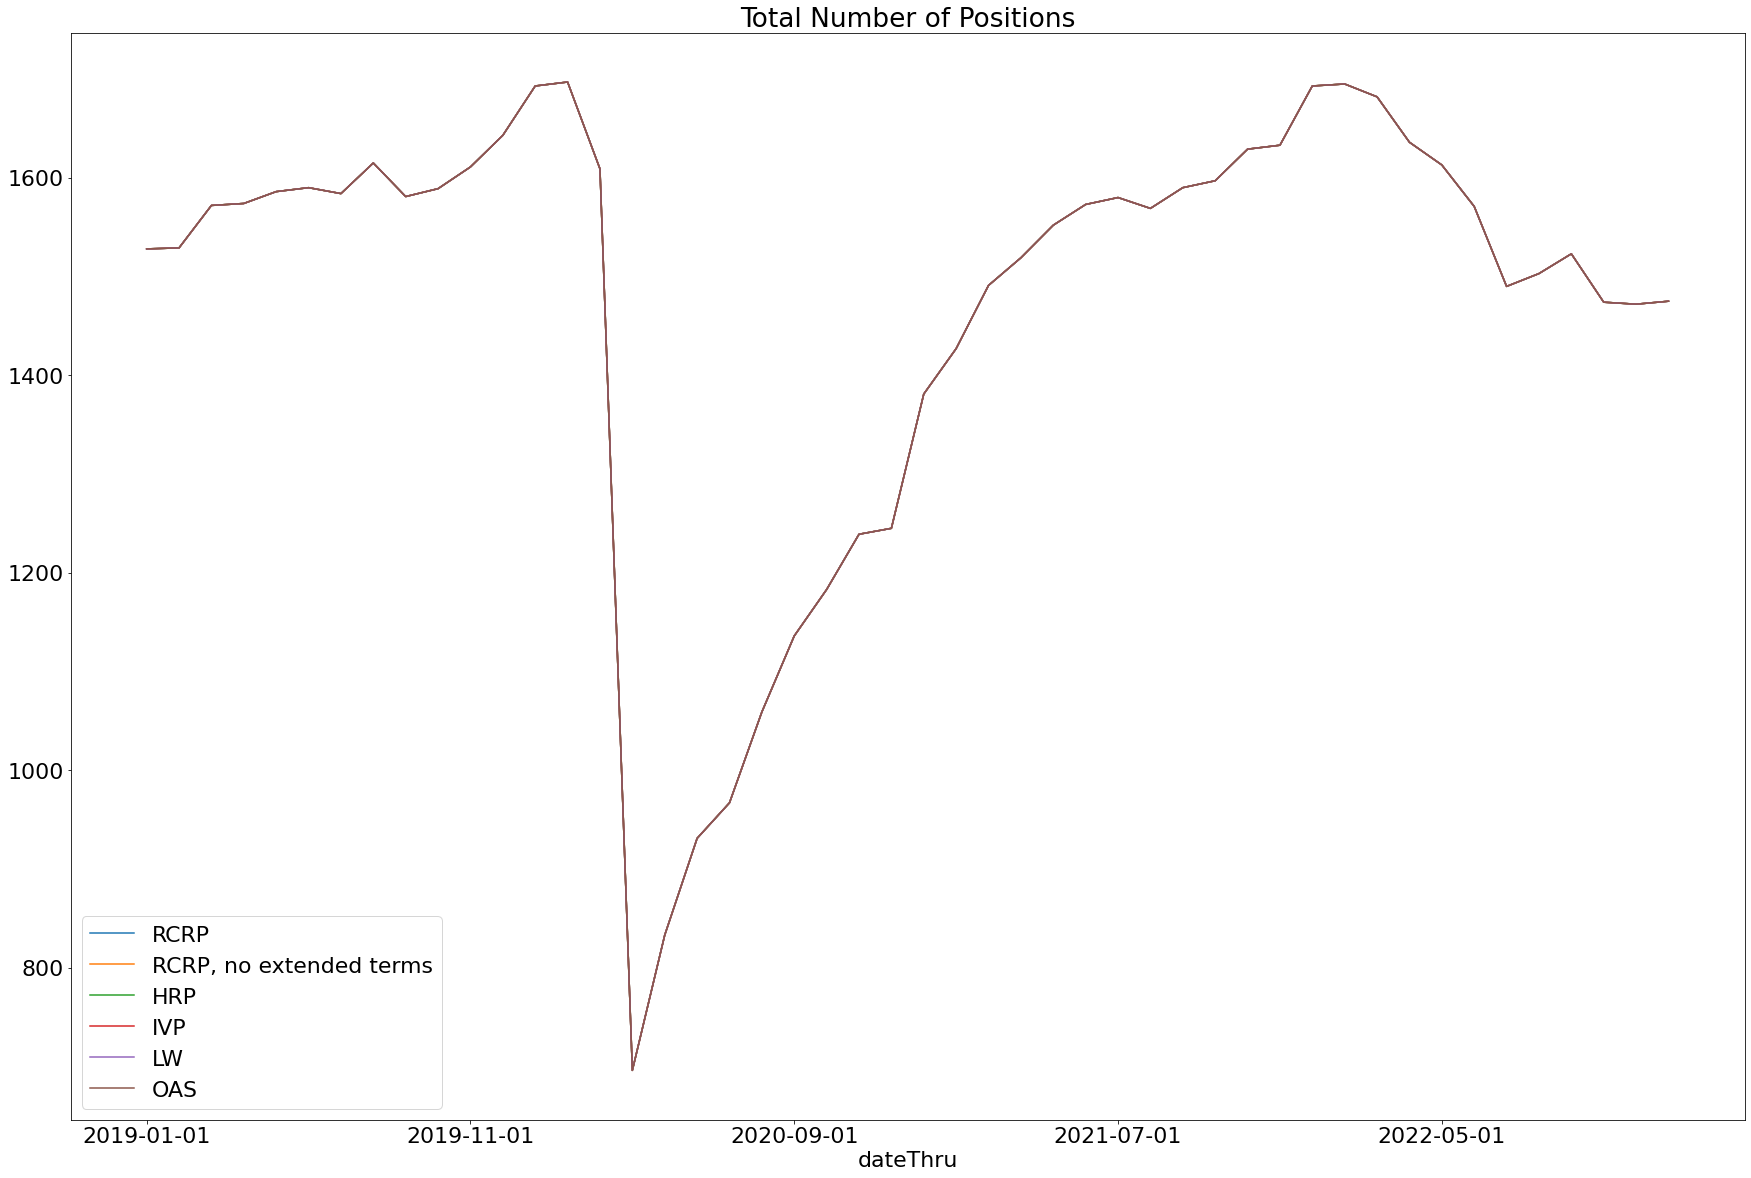 Total Number of Positions
1600
1400
1200
1000
800
RCRP
RCRP, no extended terms
HRP
IVP
LW
OAS
2019-01-01 2019-11-01 2020-09-01 2021-07-01 2022-05-01
dateThru